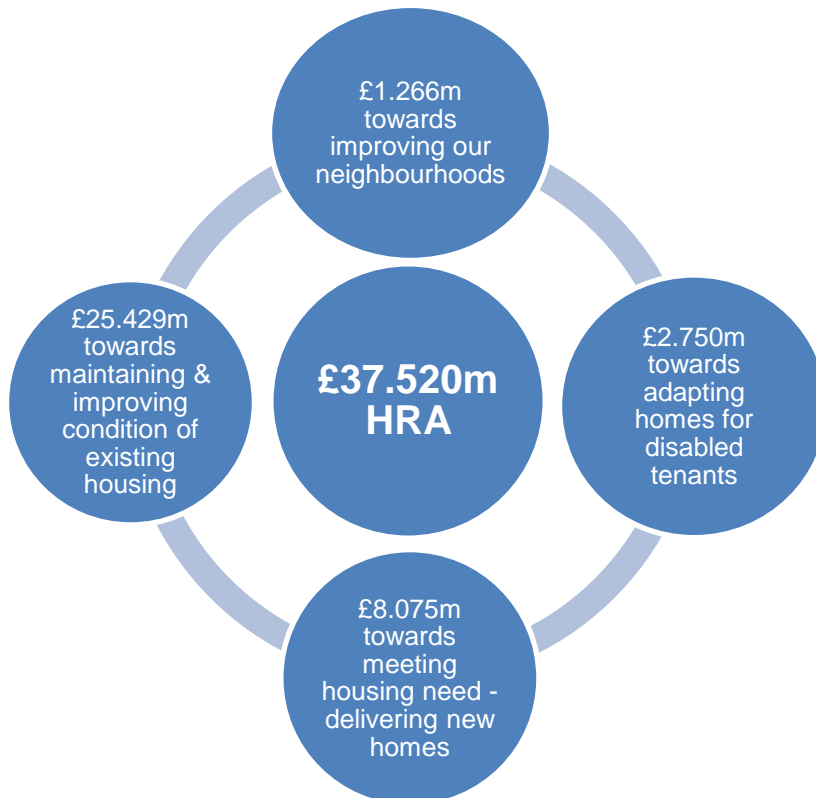 £1.266m
towards
improving our
neighbourhoods
£25.429m
towards
maintaining &
improving
condition of
existing
housing
£37.520m
HRA
£2.750m
towards
adapting
homes for
disabled
tenants
£8.075m
towards
meeting
housing need -
delivering new
homes